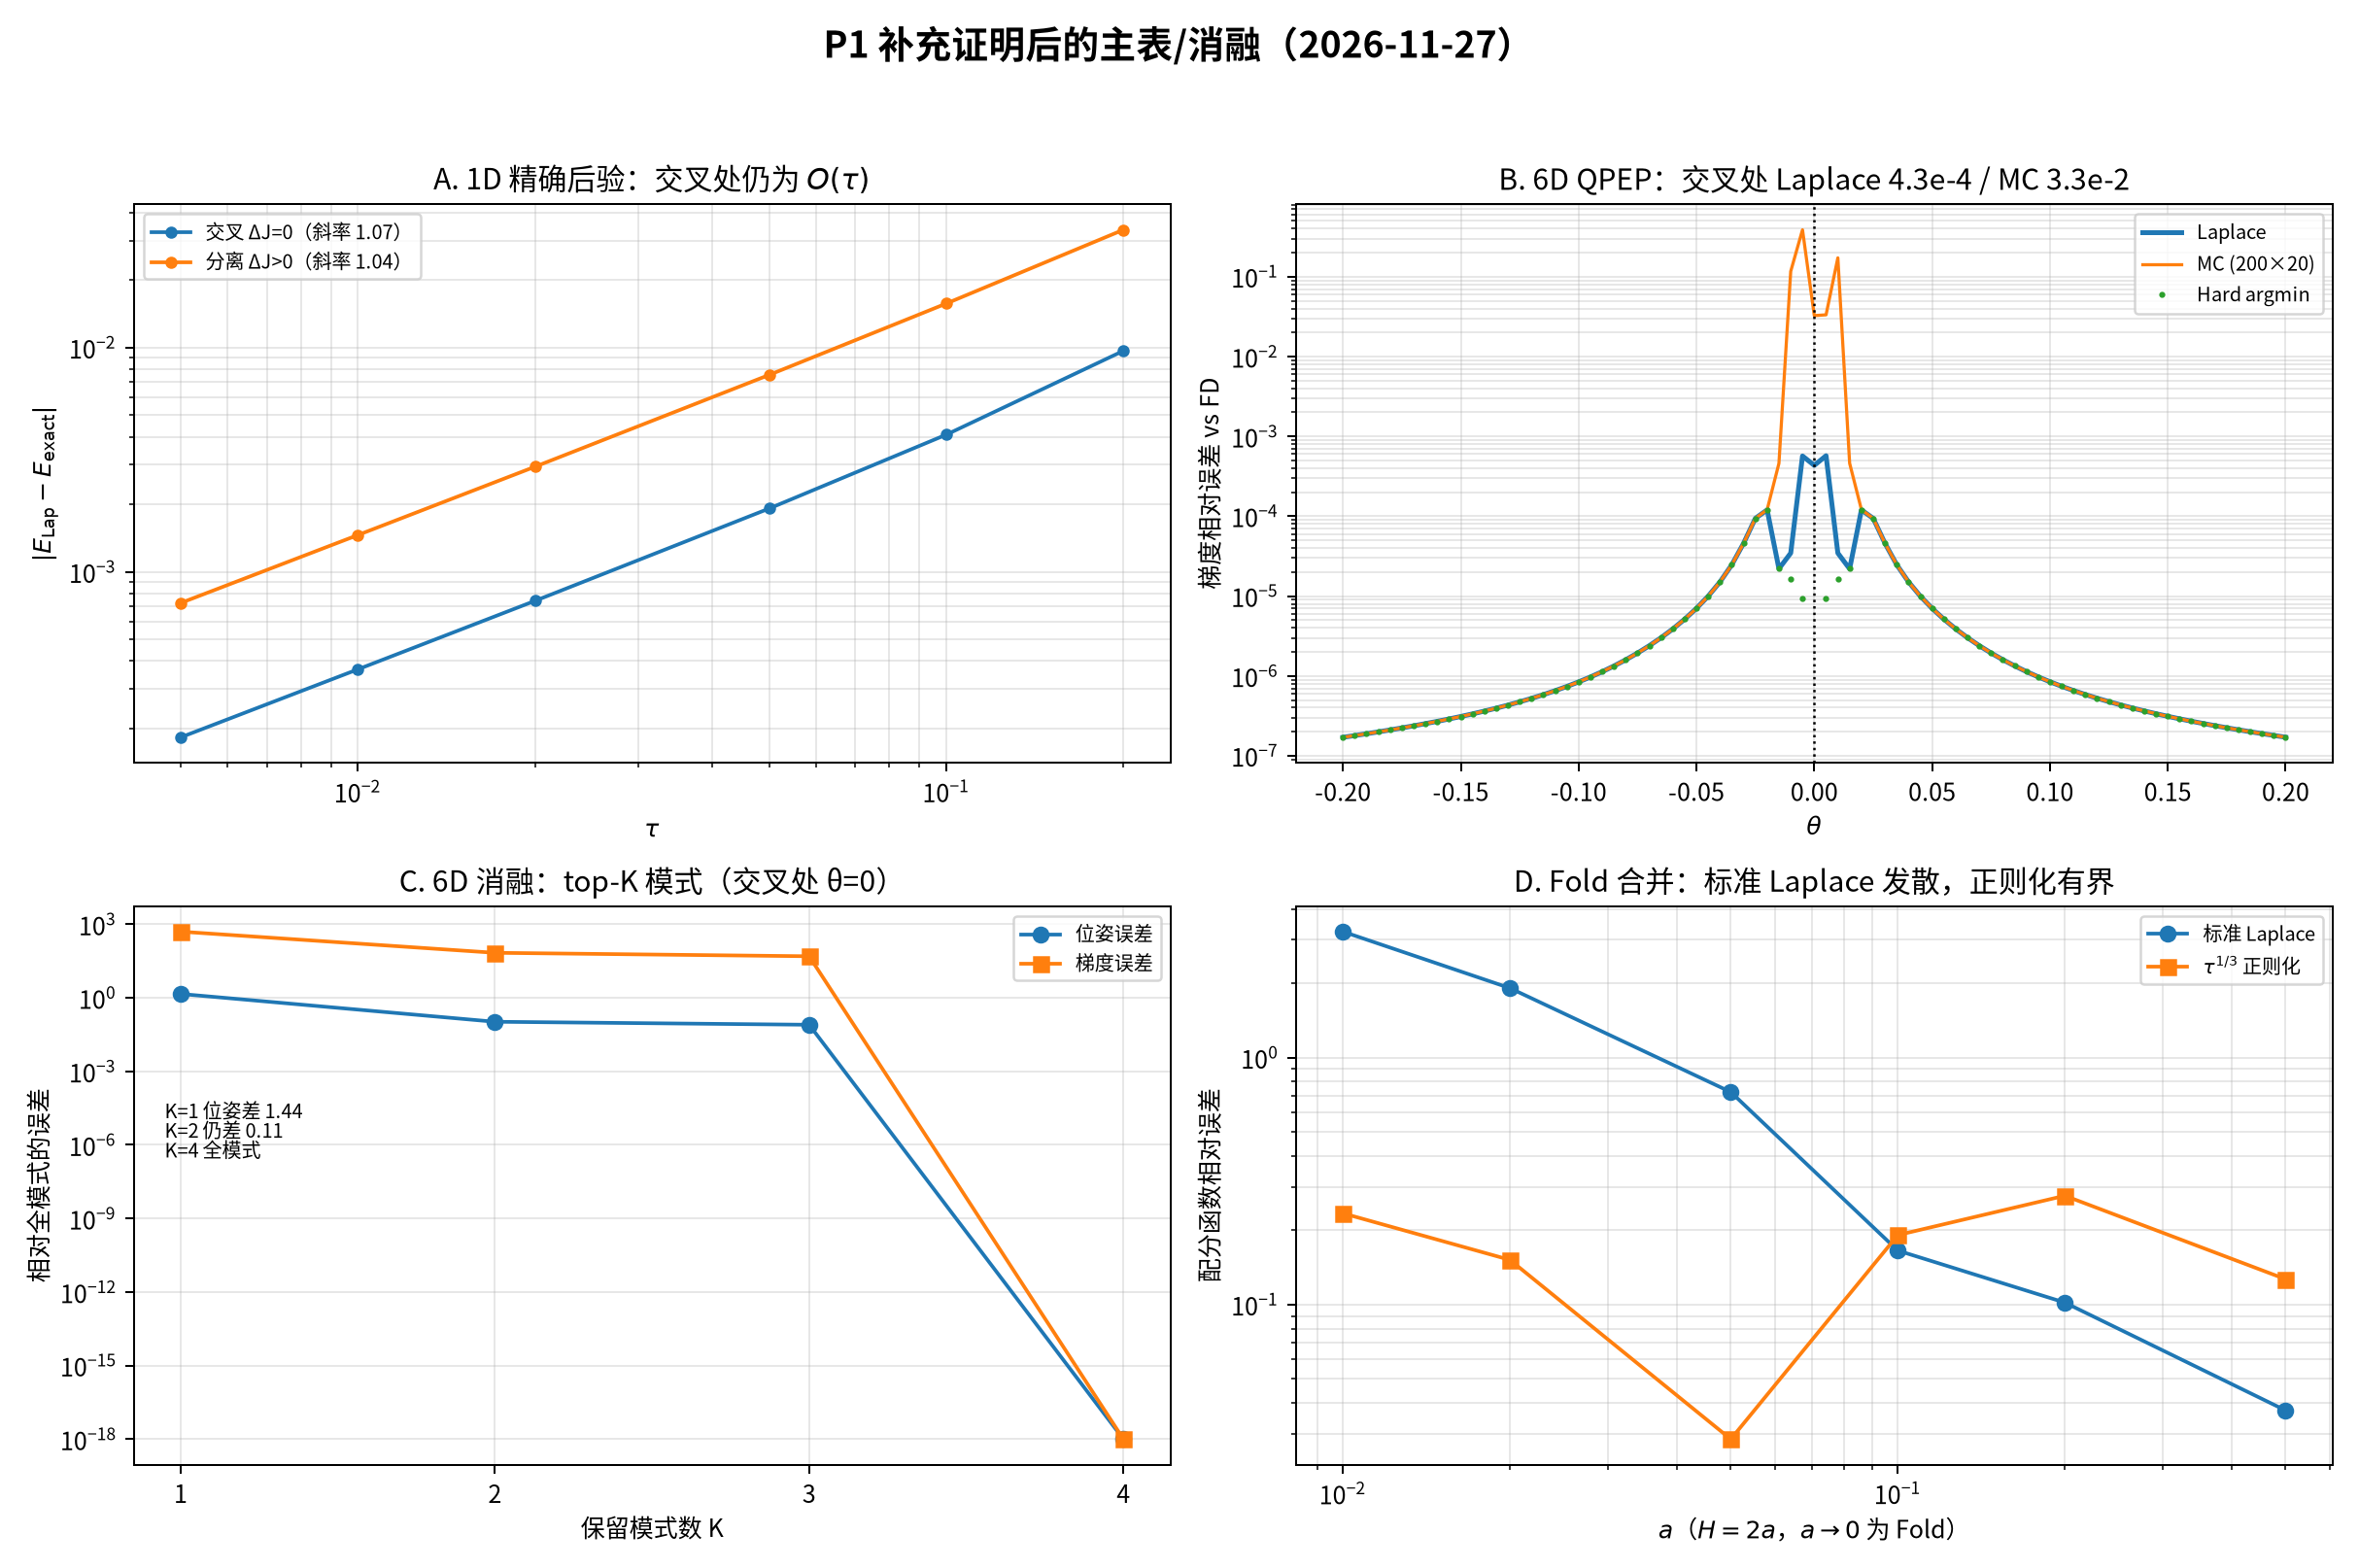 P1 补充证明后的主表/消融（2026-11-27）
A. 1D 精确后验：交叉处仍为 O(τ)
交叉 ΔJ=0（斜率 1.07）
分离 ΔJ>0（斜率 1.04）
10⁻²
10⁻³
|E_Lap − E_exact|
10⁻²
10⁻¹
τ
B. 6D QPEP：交叉处 Laplace 4.3e-4 / MC 3.3e-2
Laplace
MC (200×20)
Hard argmin
10⁻¹
10⁻²
10⁻³
10⁻⁴
10⁻⁵
10⁻⁶
10⁻⁷
梯度相对误差 vs FD
-0.20
-0.15
-0.10
-0.05
0.00
0.05
0.10
0.15
0.20
θ
C. 6D 消融：top-K 模式（交叉处 θ=0）
位姿误差
梯度误差
10³
10⁰
10⁻³
10⁻⁶
10⁻⁹
10⁻¹²
10⁻¹⁵
10⁻¹⁸
相对全模式的误差
K=1 位姿差 1.44
K=2 仍差 0.11
K=4 全模式
1
2
3
4
保留模式数 K
D. Fold 合并：标准 Laplace 发散，正则化有界
标准 Laplace
τ^{1/3} 正则化
10⁰
10⁻¹
配分函数相对误差
10⁻²
10⁻¹
a（H = 2a，a → 0 为 Fold）